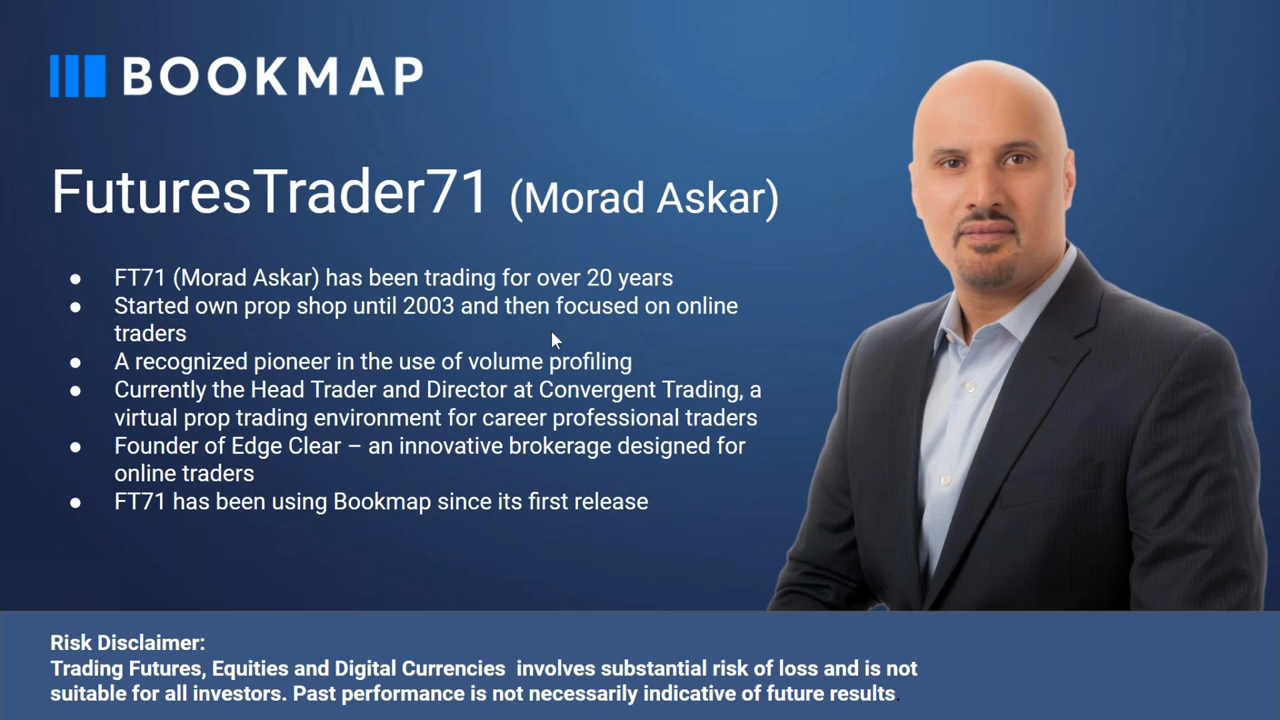 BOOKMAP
FuturesTrader71 (Morad Askar)
● FT71 (Morad Askar) has been trading for over 20 years
● Started own prop shop until 2003 and then focused on online
traders
● A recognized pioneer in the use of volume profiling
● Currently the Head Trader and Director at Convergent Trading, a
virtual prop trading environment for career professional traders
● Founder of Edge Clear – an innovative brokerage designed for
online traders
● FT71 has been using Bookmap since its first release
Risk Disclaimer:
Trading Futures, Equities and Digital Currencies  involves substantial risk of loss and is not
suitable for all investors. Past performance is not necessarily indicative of future results.